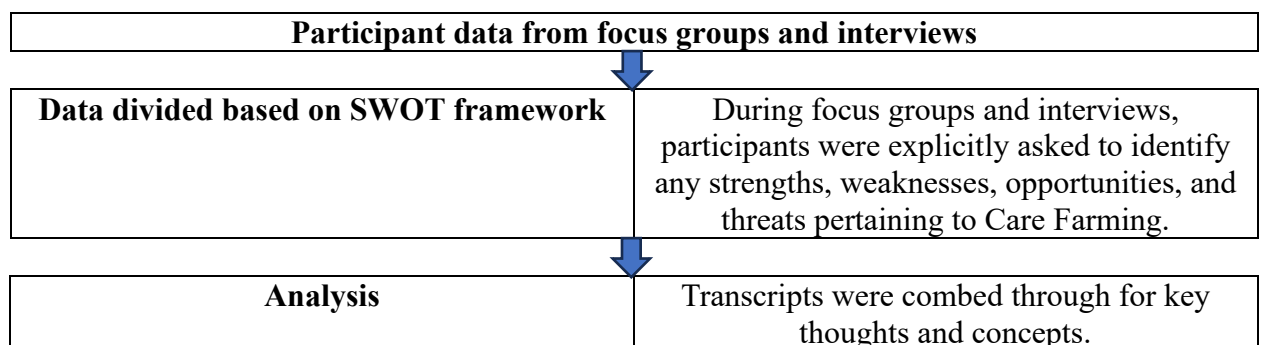 Participant data from focus groups and interviews
Data divided based on SWOT framework
During focus groups and interviews,
participants were explicitly asked to identify
any strengths, weaknesses, opportunities, and
threats pertaining to Care Farming.
Analysis
Transcripts were combed through for key
thoughts and concepts.